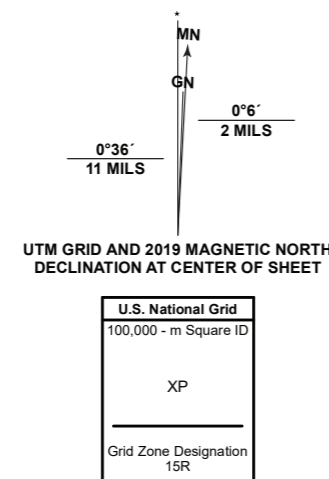 *
MN
GN
0°6´
2 MILS
0°36´
11 MILS
UTM GRID AND 2019 MAGNETIC NORTH
DECLINATION AT CENTER OF SHEET
U.S. National Grid
100,000 - m Square ID
XP
Grid Zone Designation
15R